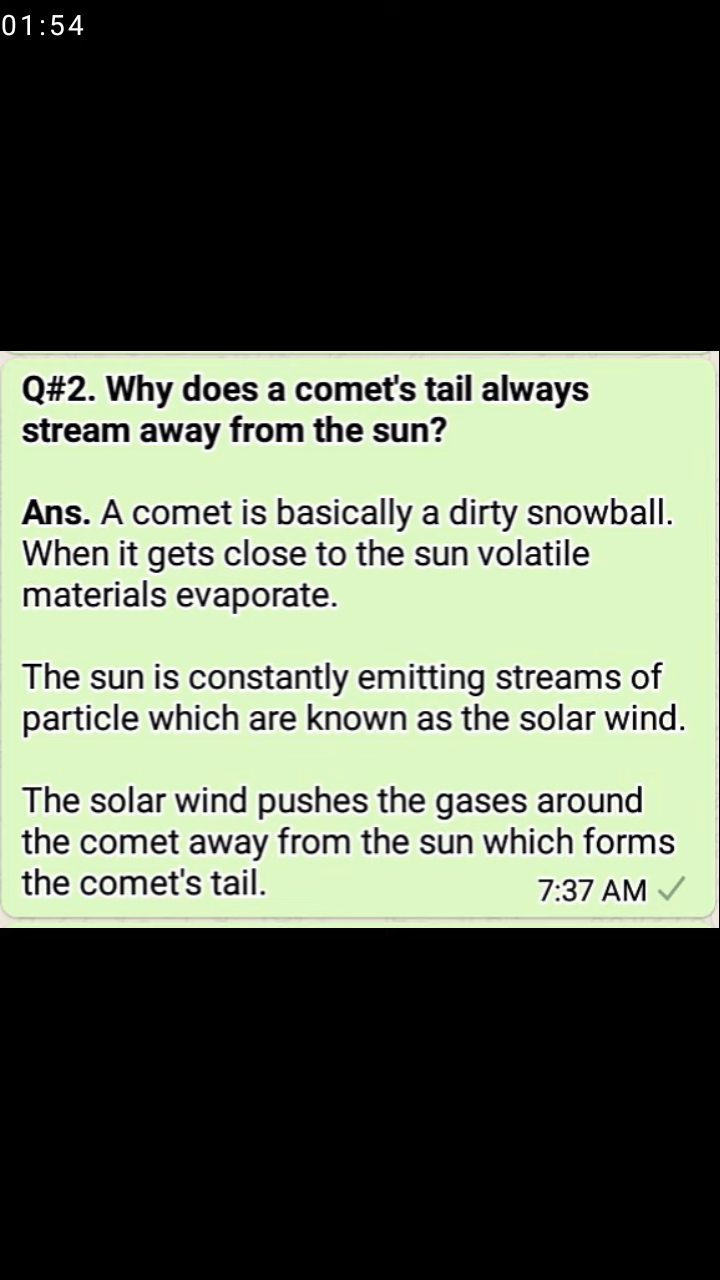 01:54
Q#2. Why does a comet's tail always
stream away from the sun?
Ans. A comet is basically a dirty snowball.
When it gets close to the sun volatile
materials evaporate.
The sun is constantly emitting streams of
particle which are known as the solar wind.
The solar wind pushes the gases around
the comet away from the sun which forms
the comet's tail.
7:37 AM